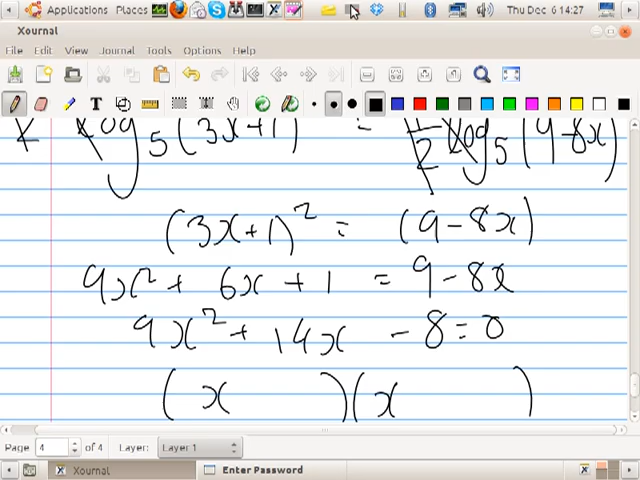 Applications Places Thu Dec 6 14:27
Xournal
File Edit View Journal Tools Options Help
log₅(3x+1) = 1/2 log₅(9-8x)
(3x+1)² = (9-8x)
9x² + 6x + 1 = 9-8x
9x² + 14x - 8 = 0
(x )(x )
Page 4 of 4 Layer: Layer 1
Xournal Enter Password